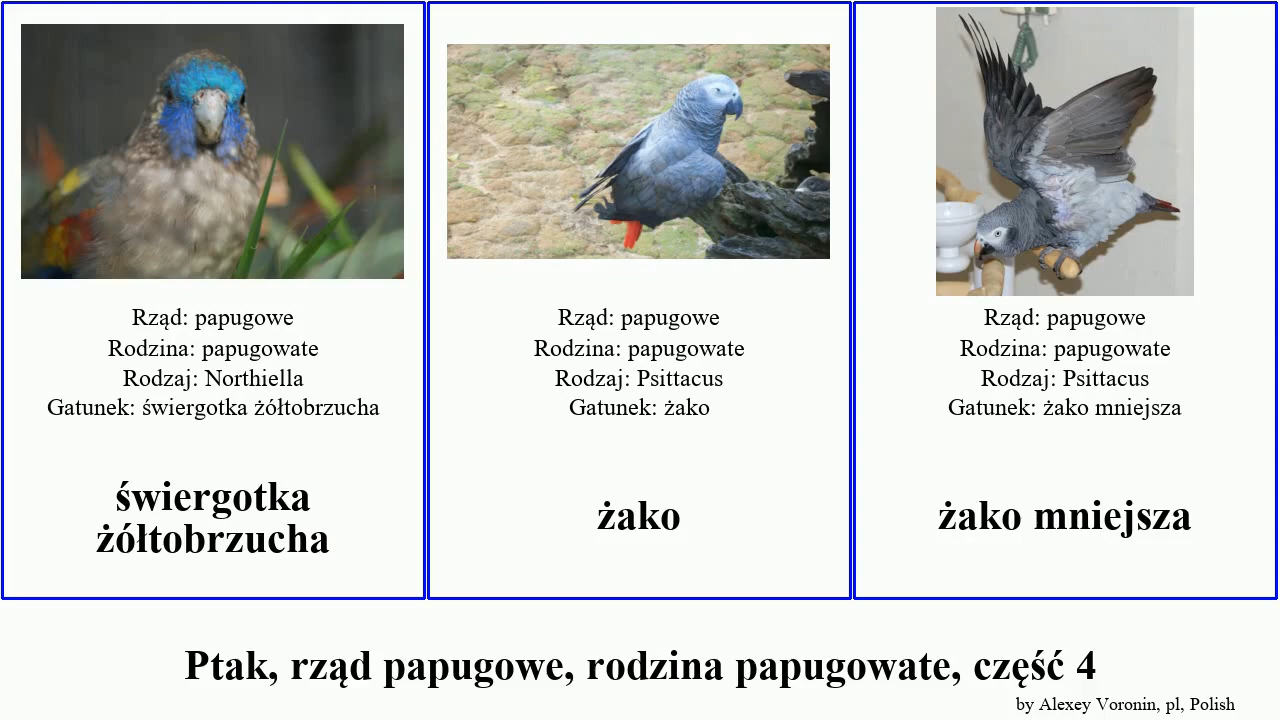 Rząd: papugowe
Rodzina: papugowate
Rodzaj: Northiella
Gatunek: świergotka żółtobrzucha
świergotka
żółtobrzucha
Rząd: papugowe
Rodzina: papugowate
Rodzaj: Psittacus
Gatunek: żako
żako
Rząd: papugowe
Rodzina: papugowate
Rodzaj: Psittacus
Gatunek: żako mniejsza
żako mniejsza
Ptak, rząd papugowe, rodzina papugowate, część 4
by Alexey Voronin, pl, Polish